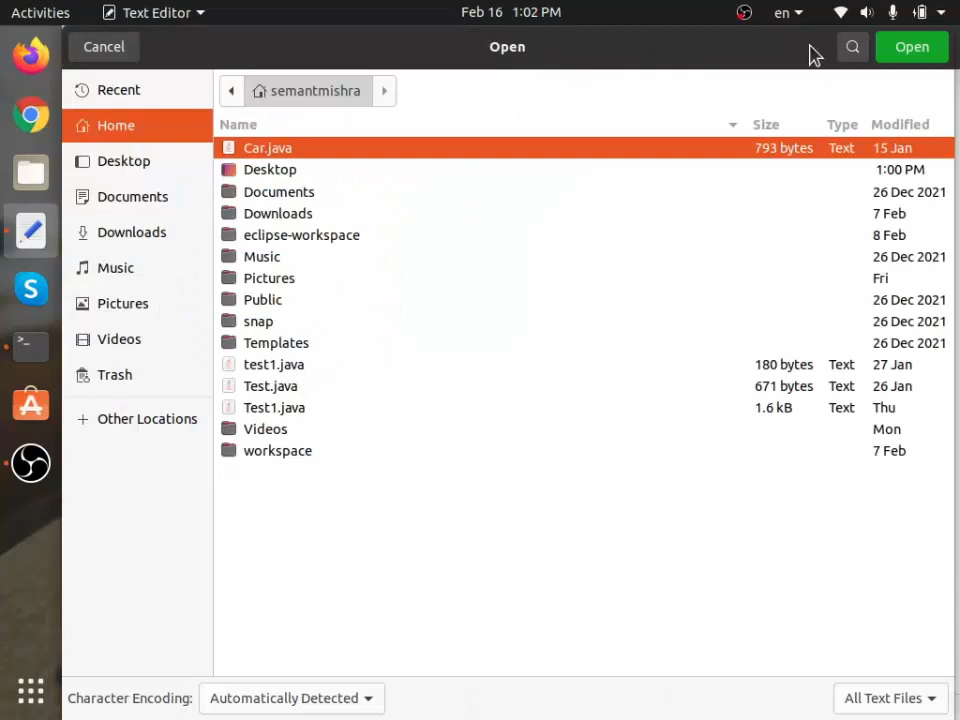 Activities Text Editor Feb 16 1:02 PM en
Cancel Open Open
Recent semantmishra
Name Size Type Modified
Home Car.java 793 bytes Text 15 Jan
Desktop Desktop 1:00 PM
Documents Documents 26 Dec 2021
Downloads Downloads 7 Feb
eclipse-workspace 8 Feb
Music Music 26 Dec 2021
Pictures Pictures Fri
Public 26 Dec 2021
Videos snap 26 Dec 2021
Templates 26 Dec 2021
Trash test1.java 180 bytes Text 27 Jan
Test.java 671 bytes Text 26 Jan
Other Locations Test1.java 1.6 kB Text Thu
Videos Mon
workspace 7 Feb
Character Encoding: Automatically Detected All Text Files